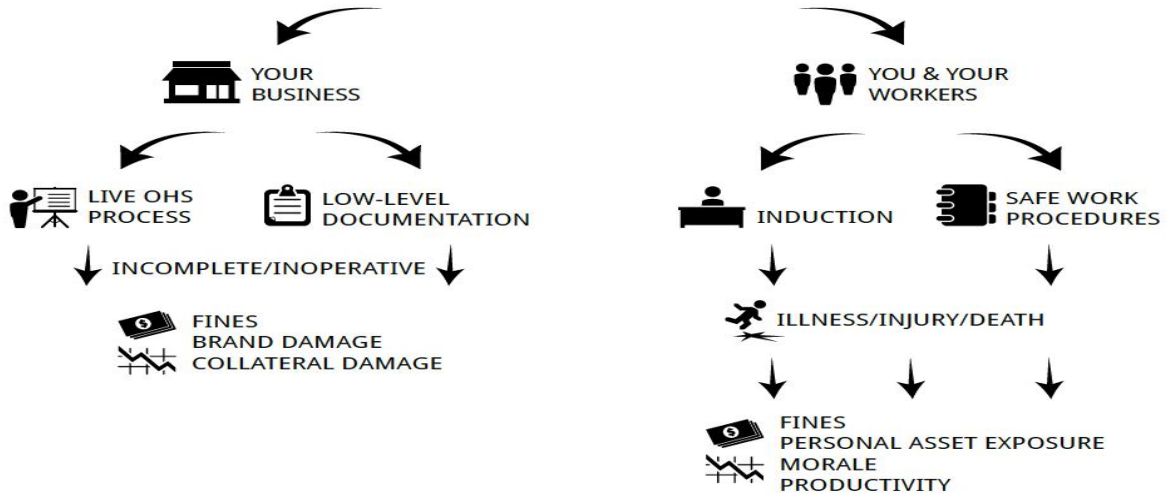 YOUR
BUSINESS
YOU & YOUR
WORKERS
LIVE OHS
PROCESS
LOW-LEVEL
DOCUMENTATION
INDUCTION
SAFE WORK
PROCEDURES
INCOMPLETE/INOPERATIVE
FINES
BRAND DAMAGE
COLLATERAL DAMAGE
ILLNESS/INJURY/DEATH
FINES
PERSONAL ASSET EXPOSURE
MORALE
PRODUCTIVITY